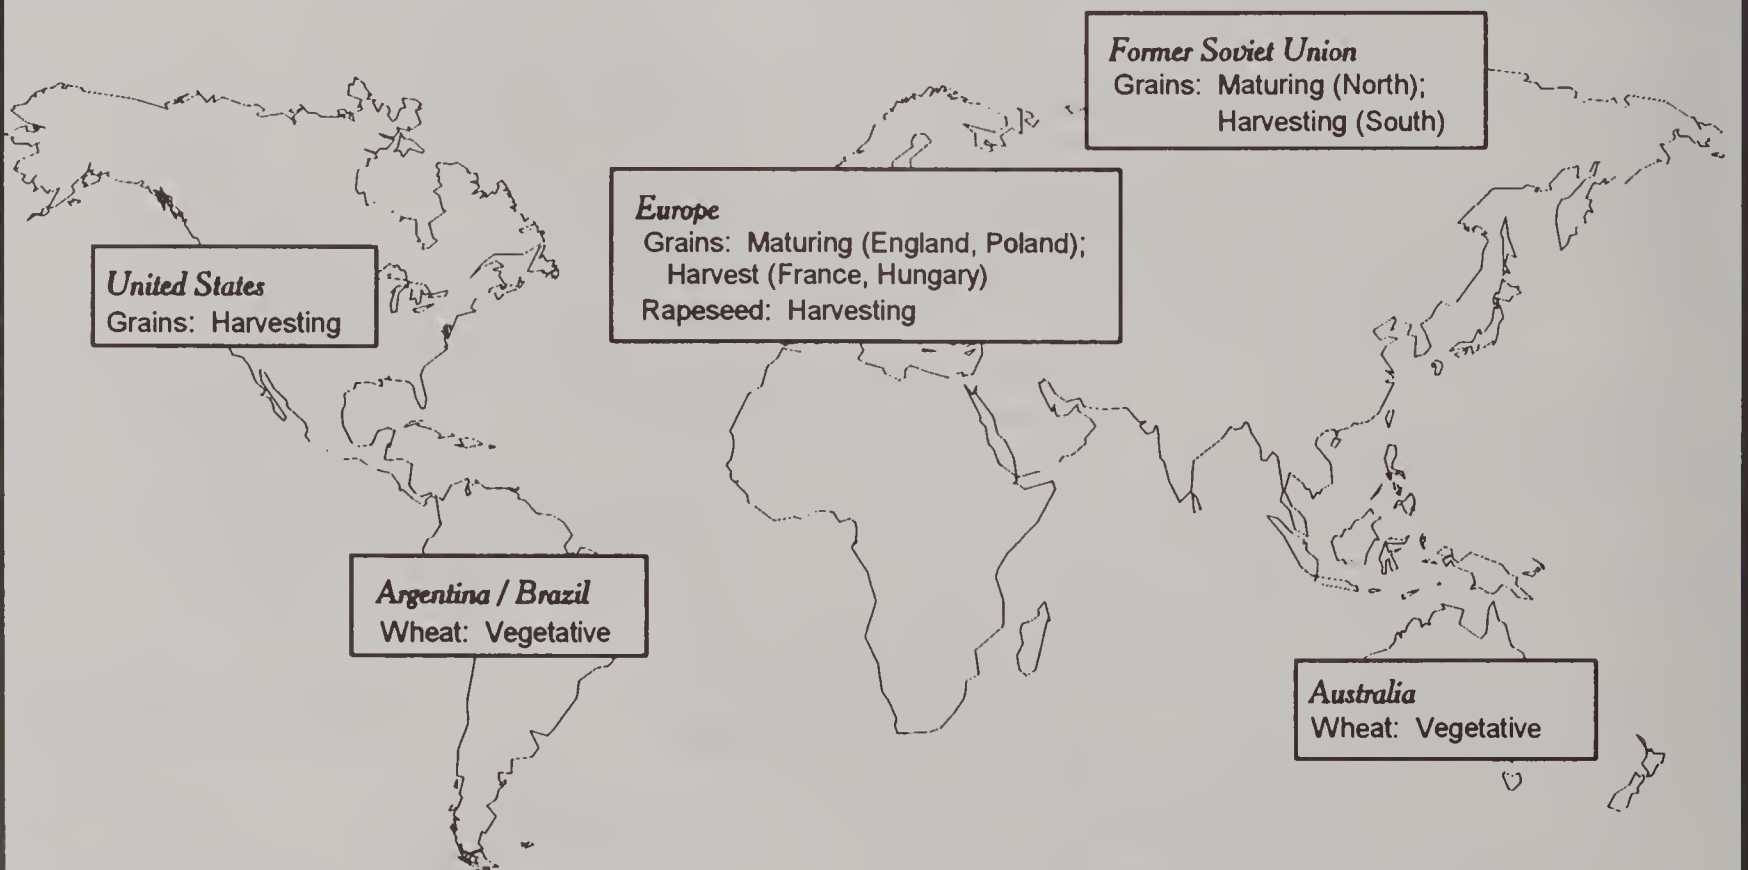 Former Soviet Union
Grains: Maturing (North);
Harvesting (South)
Europe
Grains: Maturing (England, Poland);
Harvest (France, Hungary)
Rapeseed: Harvesting
United States
Grains: Harvesting
Argentina / Brazil
Wheat: Vegetative
Australia
Wheat: Vegetative